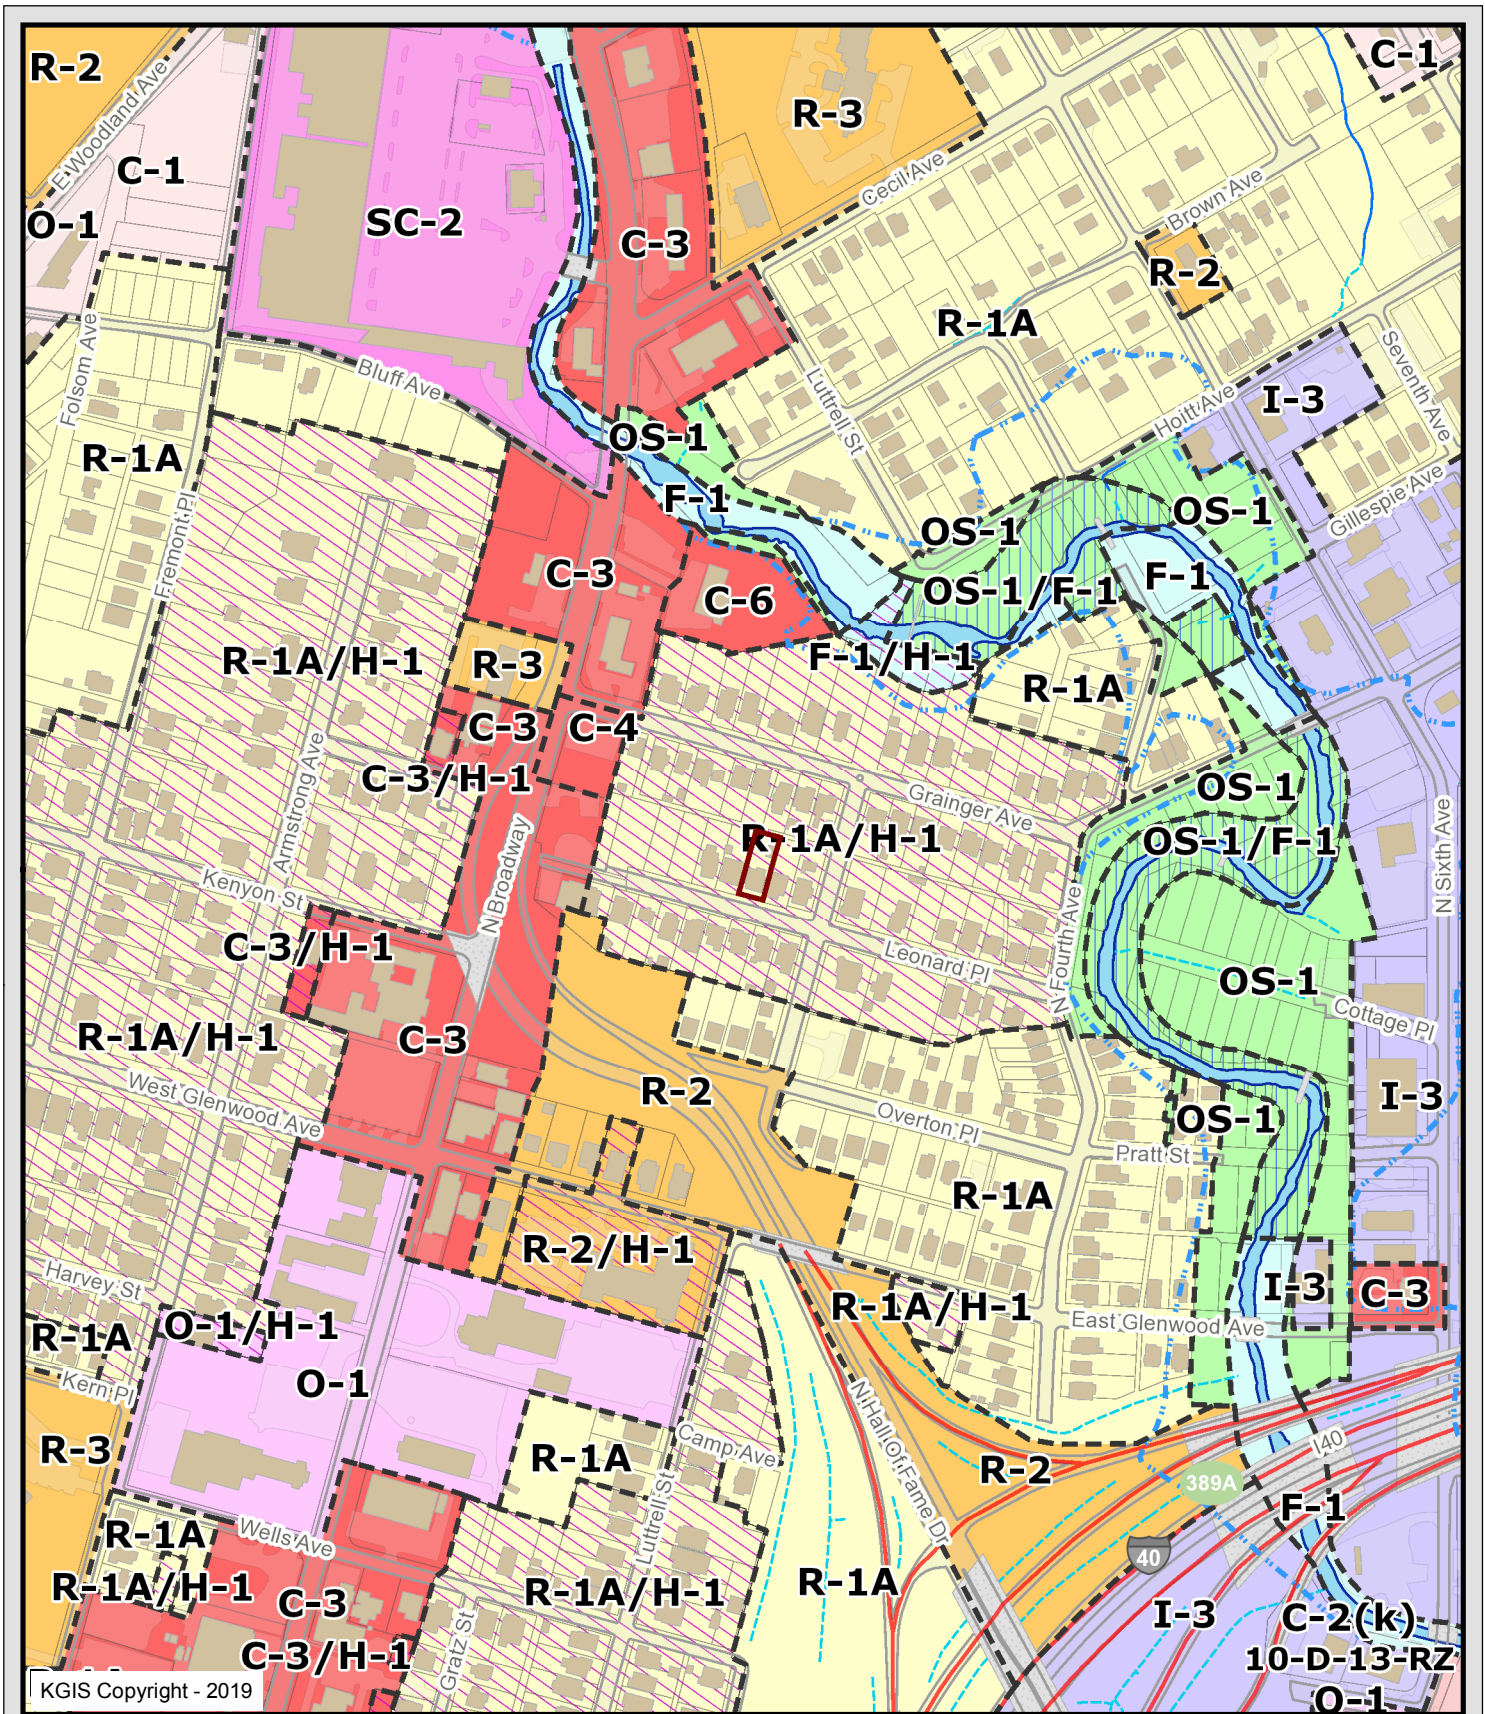 R-2
C-1
E Woodland Ave
R-3
C-1
SC-2
O-1
C-3
Cecil Ave
Brown Ave
R-2
R-1A
Folsom Ave
Bluff Ave
Luttrell St
Hoitt Ave
I-3
Seventh Ave
R-1A
OS-1
F-1
Gillespie Ave
OS-1
OS-1
Fremont Pl
C-3
C-6
OS-1/F-1
F-1
R-1A/H-1
R-3
F-1/H-1
R-1A
C-3
C-4
C-3/H-1
Armstrong Ave
Grainger Ave
OS-1
R-1A/H-1
OS-1/F-1
N Broadway
N Sixth Ave
Kenyon St
C-3/H-1
Leonard Pl
N Fourth Ave
OS-1
Cottage Pl
R-1A/H-1
C-3
West Glenwood Ave
R-2
Overton Pl
OS-1
I-3
Pratt St
R-1A
R-2/H-1
Harvey St
I-3
C-3
R-1A
O-1/H-1
R-1A/H-1
East Glenwood Ave
Kern Pl
O-1
R-3
R-1A
Camp Ave
N Hall Of Fame Dr
R-2
I40
389A
F-1
R-1A
Wells Ave
Luttrell St
40
R-1A/H-1
C-3
R-1A/H-1
R-1A
I-3
C-2(k)
10-D-13-RZ
C-3/H-1
Gratz St
O-1
KGIS Copyright - 2019